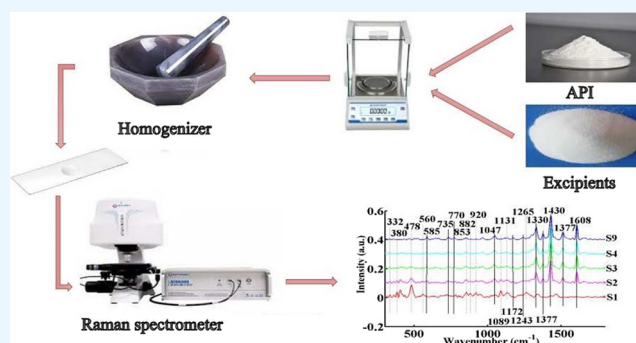 API
Homogenizer
Excipients
Raman spectrometer
0.6
0.4
0.2
0
-0.2
Intensity (a.u.)
332
380
478
560
585
735
770
853
882
920
1047
1131
1265
1330
1430
1377
1608
S9
S4
S3
S2
S1
1172
1089
1243
1377
500
1000
1500
Wavenumber (cm⁻¹)